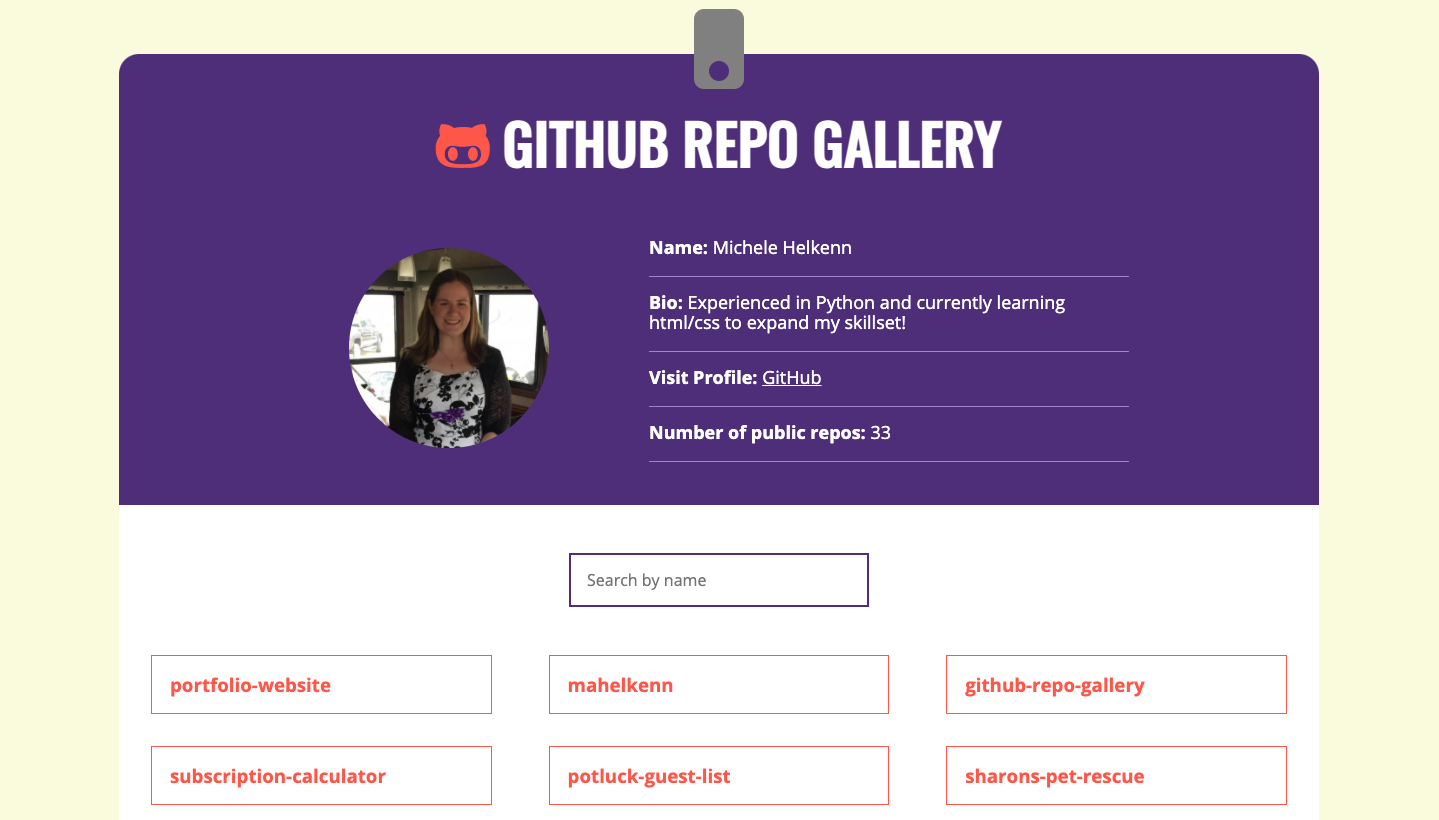 GITHUB REPO GALLERY
Name: Michele Helkenn
Bio: Experienced in Python and currently learning
html/css to expand my skillset!
Visit Profile: GitHub
Number of public repos: 33
Search by name
portfolio-website
mahelkenn
github-repo-gallery
subscription-calculator
potluck-guest-list
sharons-pet-rescue